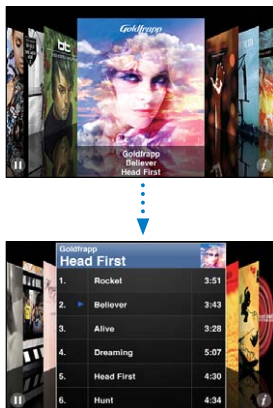 Goldfrapp
bt
Goldfrapp
Believer
Head First
i
Goldfrapp
Head First
1. Rocket 3:51
2. Believer 3:43
3. Alive 3:28
4. Dreaming 5:07
5. Head First 4:30
6. Hunt 4:34
i